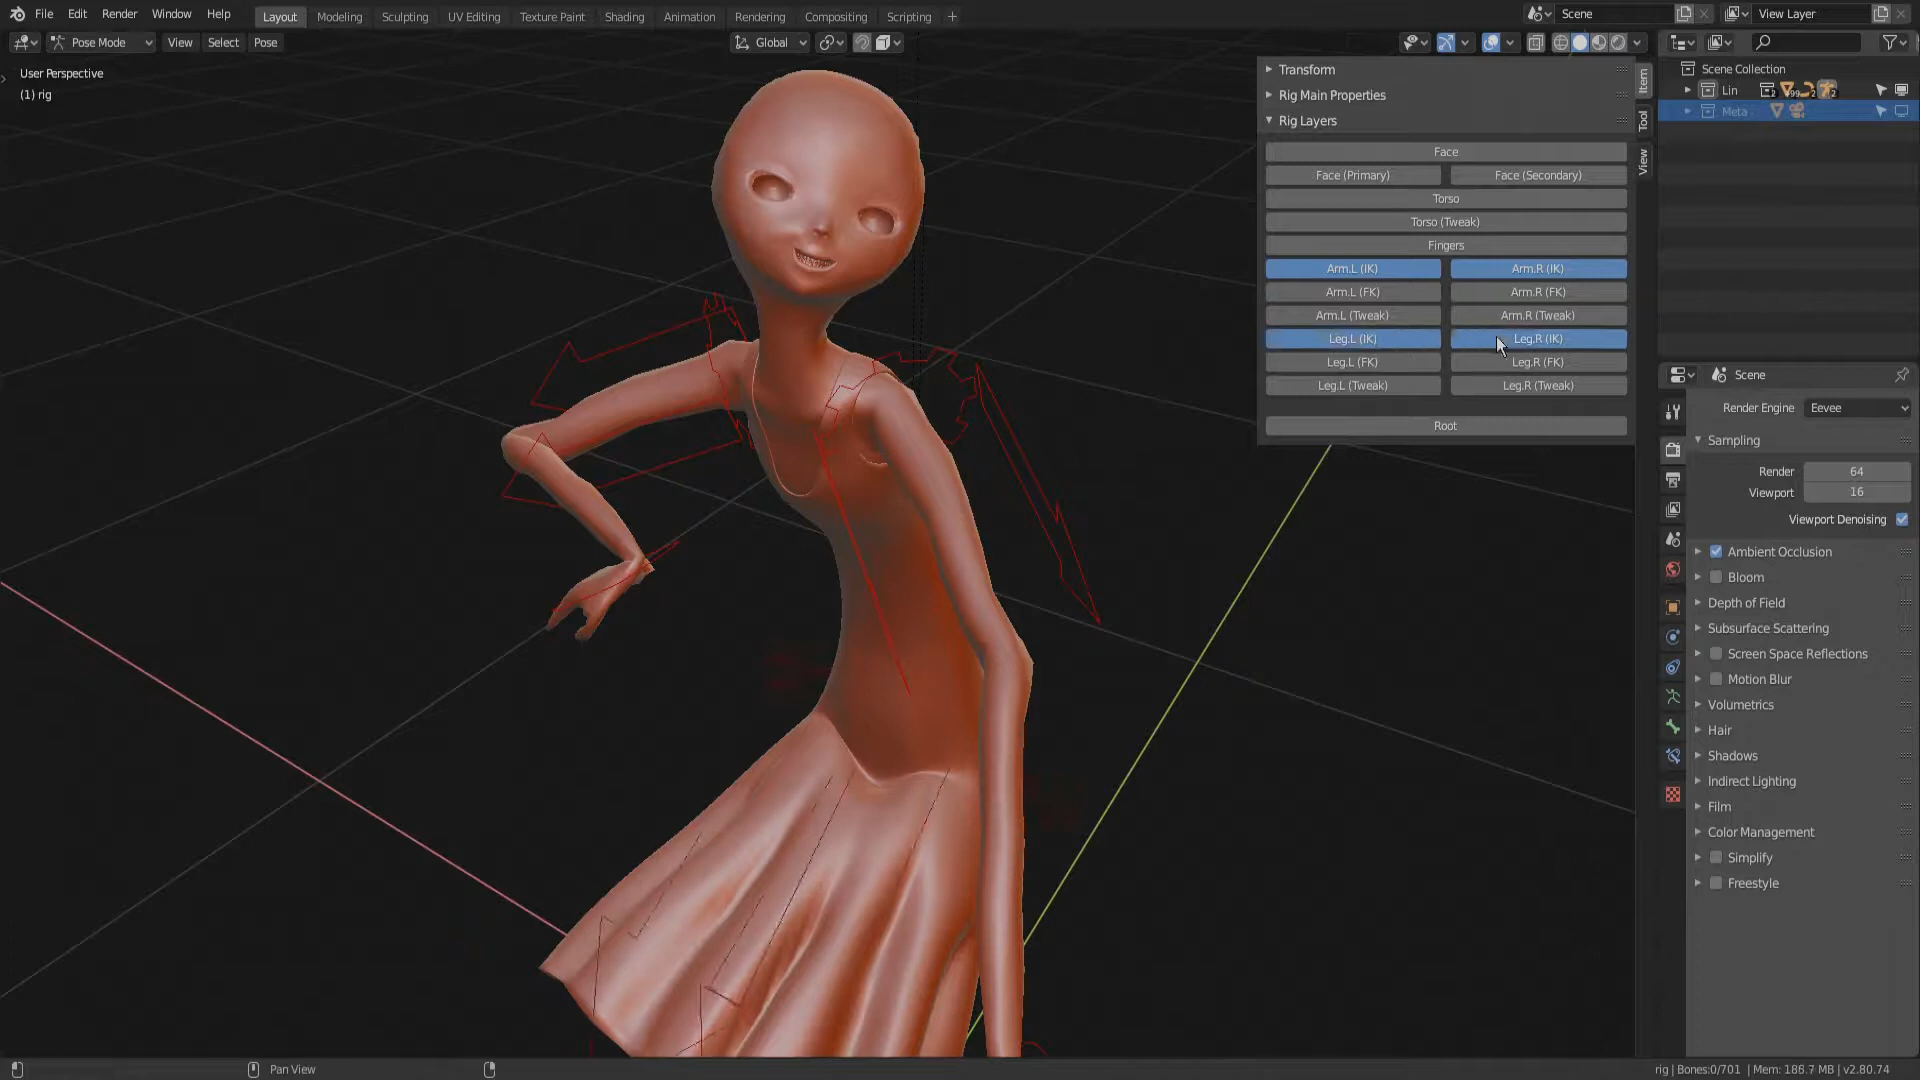 File Edit Render Window Help Layout Modeling Sculpting UV Editing Texture Paint Shading Animation Rendering Compositing Scripting + Scene View Layer
Pose Mode View Select Pose Global
User Perspective
(1) rig
Transform
Rig Main Properties
Rig Layers
Face
Face (Primary) Face (Secondary)
Torso
Torso (Tweak)
Fingers
Arm.L (IK) Arm.R (IK)
Arm.L (FK) Arm.R (FK)
Arm.L (Tweak) Arm.R (Tweak)
Leg.L (IK) Leg.R (IK)
Leg.L (FK) Leg.R (FK)
Leg.L (Tweak) Leg.R (Tweak)
Root
Item
Tool
View
Scene Collection
Lin
Meta
Scene
Render Engine Eevee
Sampling
Render 64
Viewport 16
Viewport Denoising
Ambient Occlusion
Bloom
Depth of Field
Subsurface Scattering
Screen Space Reflections
Motion Blur
Volumetrics
Hair
Shadows
Indirect Lighting
Film
Color Management
Simplify
Freestyle
Pan View
rig | Bones:0/701 | Mem: 186.7 MB | v2.80.74